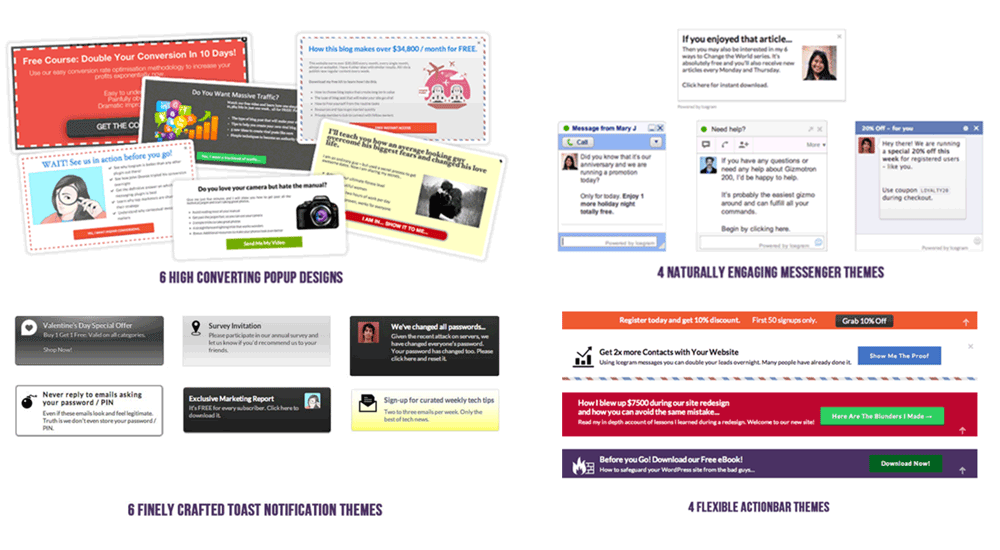 Free Course: Double Your Conversion In 10 Days!
Use our easy conversion rate optimisation methodology to increase your
profits exponentially now
Easy to un
Painfully ob
Dramatic impr
GET THE CO
Do You Want Massive Traffic?
How this blog makes over $34,800 / month for FREE.
WAIT! See us in action before you go!
Do you love your camera but hate the manual?
Send Me My Video
I'll teach you how an average looking guy
overcome his biggest fears and changed his love
life.
I AM IN... SHOW IT TO ME...
6 HIGH CONVERTING POPUP DESIGNS
If you enjoyed that article...
Then you may also be interested in my 6
ways to Change the World series. It's
absolutely free and you'll also receive new
articles every Monday and Thursday.
Click here for instant download.
Powered by Icegram
Message from Mary J
Call
Did you know that it's our
anniversary and we are
running a promotion
today?
Only for today: Enjoy 1
more holiday night
totally free.
Powered by Icegram
Need help?
More
If you have any questions or
need any help about Gizmotron
200, I'd be happy to help.
It's probably the easiest gizmo
around and can fulfill all your
commands.
Begin by clicking here.
Powered by Icegram
20% Off - for you
Hey there! We are running
a special 20% off this
week for registered users
- like you.
Use coupon LOYALTY20
during checkout.
Powered by Icegram
4 NATURALLY ENGAGING MESSENGER THEMES
Valentine's Day Special Offer
Buy 1 Get 1 Free. Valid on all categories.
Shop Now!
Survey Invitation
Please participate in our annual survey and
let us know if you'd recommend us to your
friends.
We've changed all passwords...
Given the recent attack on servers, we
have changed everyone's password.
Your password has changed too. Please
click here and reset it.
Never reply to emails asking
your password / PIN
Even if these emails look and feel legitimate.
Truth is we don't even store your password /
PIN.
Exclusive Marketing Report
It's FREE for every subscriber. Click here to
download it.
Sign-up for curated weekly tech tips
Two to three emails per week. Only the
best of tech news.
6 FINELY CRAFTED TOAST NOTIFICATION THEMES
Register today and get 10% discount. First 50 signups only. Grab 10% Off
Get 2x more Contacts with Your Website
Using Icegram messages you can double your leads overnight. Many people have already done it.
Show Me The Proof
How I blew up $7500 during our site redesign
and how you can avoid the same mistake...
Read my in depth account of lessons I learned during a redesign. Welcome to our new site!
Here Are The Blunders I Made →
Before you Go! Download our Free eBook!
How to safeguard your WordPress site from the bad guys...
Download Now!
4 FLEXIBLE ACTIONBAR THEMES